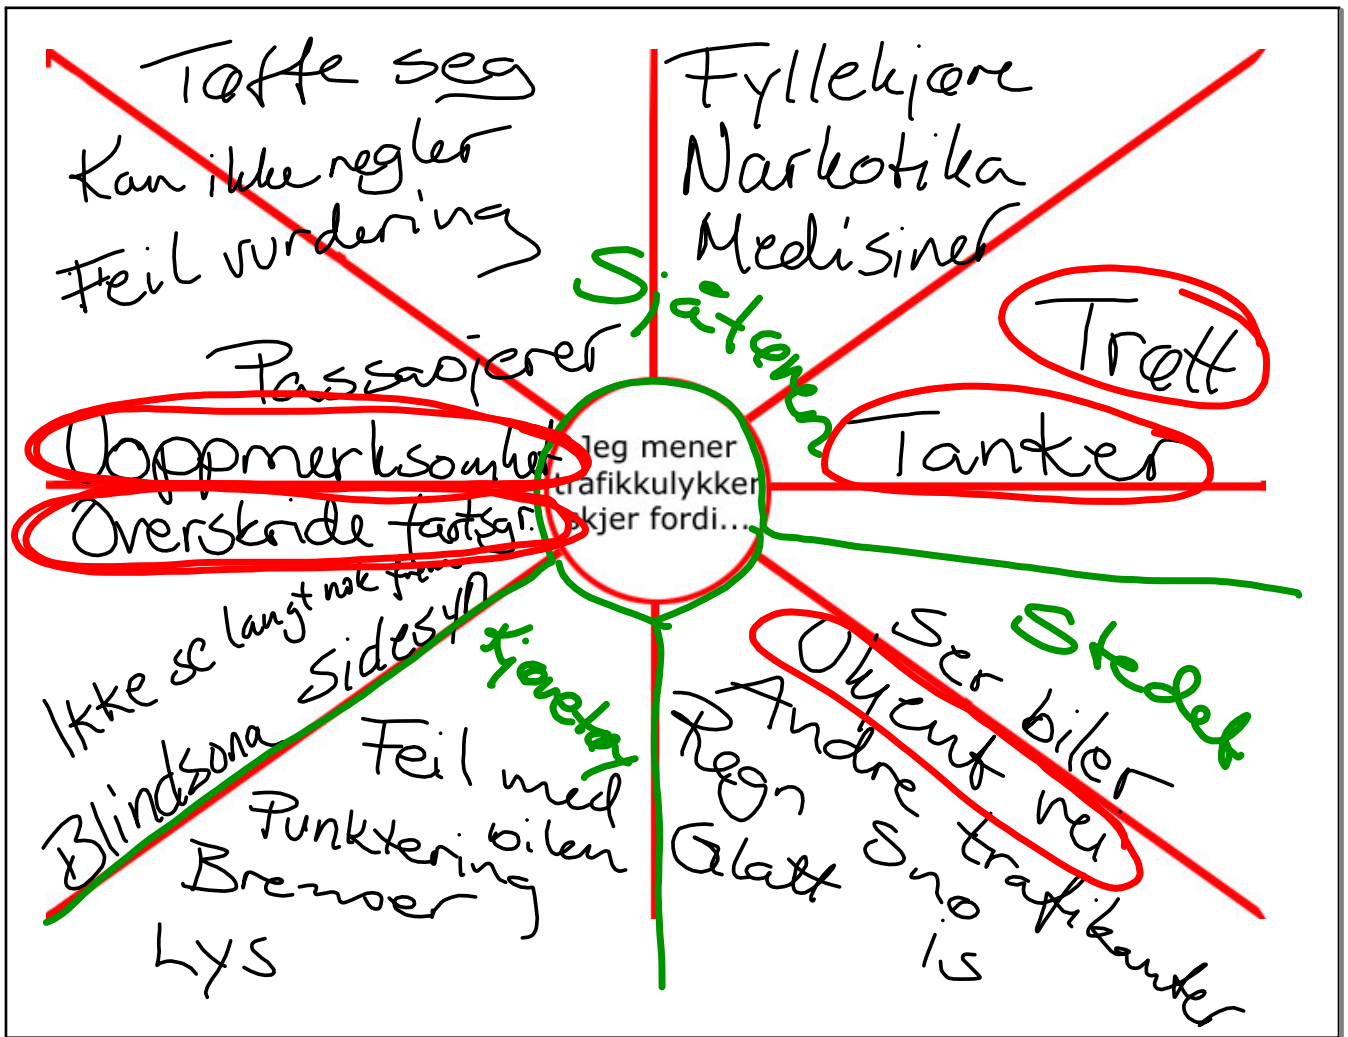 Tøffe seg
Kan ikke regler
Feil vurdering
Fyllekjøre
Narkotika
Medisiner
Sjåføren
Trøtt
Tanker
Passasjerer
Uoppmerksomhet
Overskride fartsgr.
Jeg mener
trafikkulykker
skjer fordi...
Ikke se langt nok frem
Sidesyn
Blindsona
Kjøretøy
Feil med
bilen
Punktering
Bremser
Lys
Stedet
Ser biler
Ukjent vei
Andre trafikanter
Regn
Glatt
Snø
Is